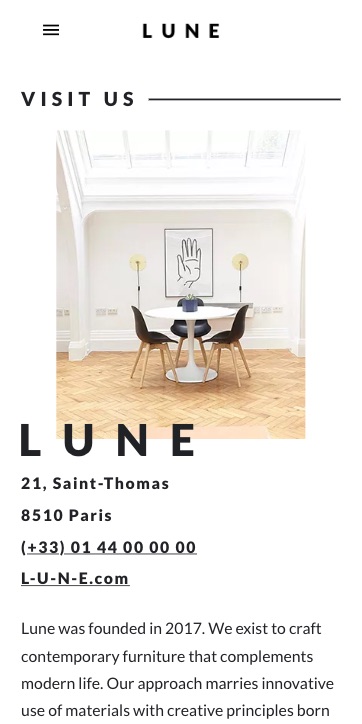 LUNE
VISIT US
LUNE
21, Saint-Thomas
8510 Paris
(+33) 01 44 00 00 00
L-U-N-E.com
Lune was founded in 2017. We exist to craft
contemporary furniture that complements
modern life. Our approach marries innovative
use of materials with creative principles born